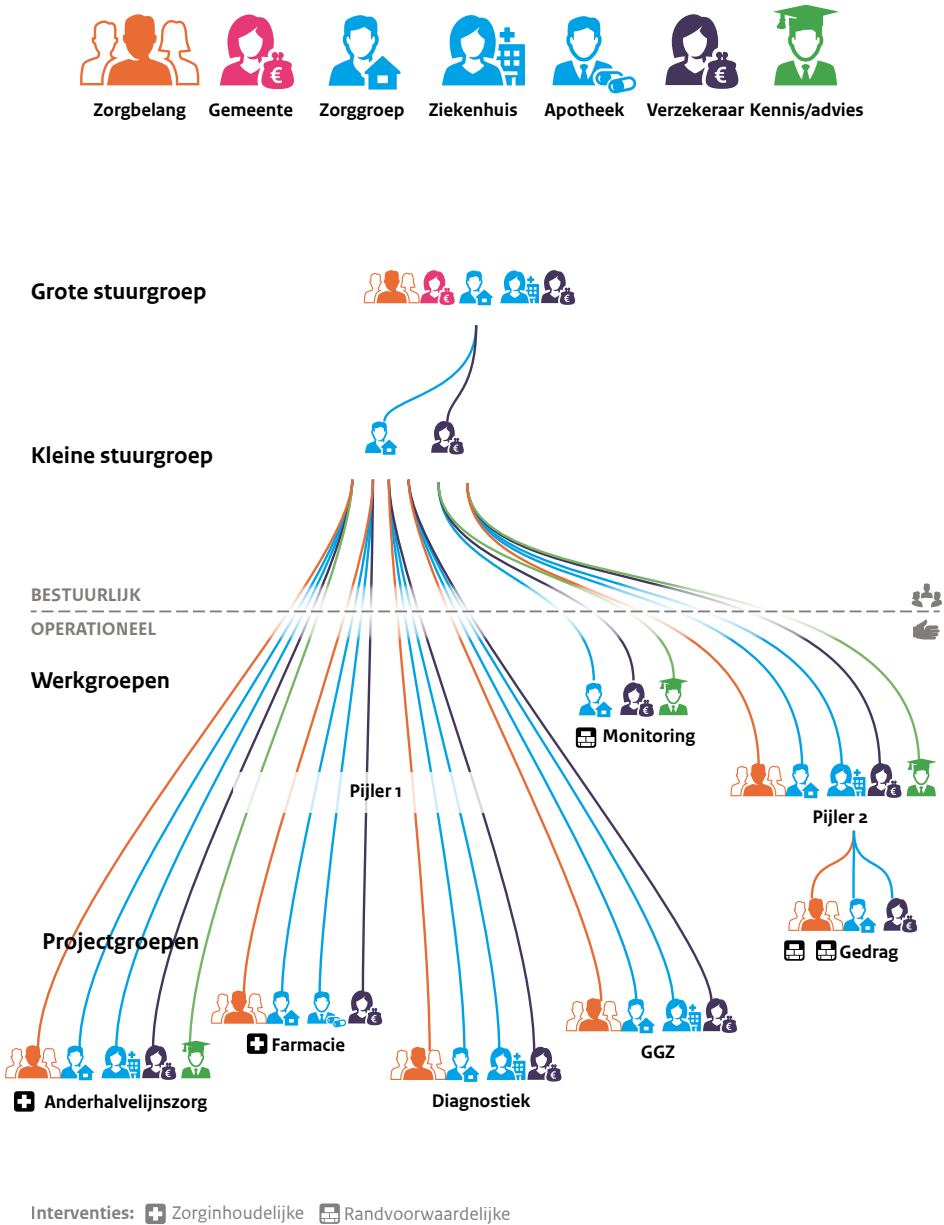 Zorgbelang Gemeente Zorggroep Ziekenhuis Apotheek Verzekeraar Kennis/advies
Grote stuurgroep
Kleine stuurgroep
BESTUURLIJK
OPERATIONEEL
Werkgroepen
Monitoring
Pijler 1
Pijler 2
Projectgroepen
Gedrag
Farmacie
GGZ
Anderhalvelijnszorg
Diagnostiek
Interventies: Zorginhoudelijke Randvoorwaardelijke